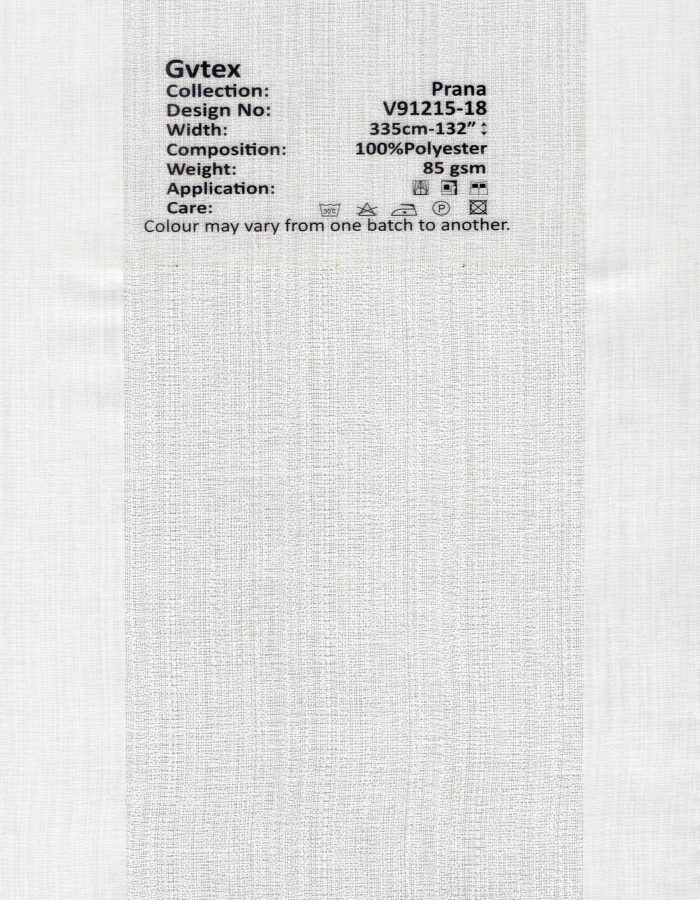 Gvtex
Collection: Prana
Design No: V91215-18
Width: 335cm-132”
Composition: 100%Polyester
Weight: 85 gsm
Application:
Care: 30°C P
Colour may vary from one batch to another.